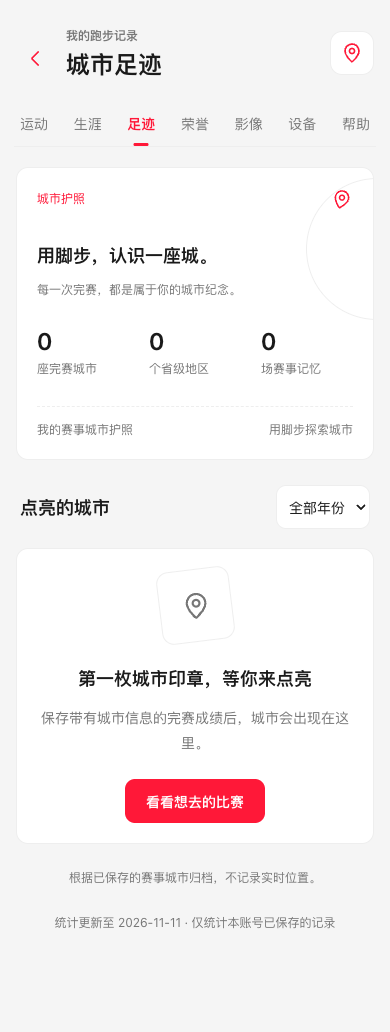 我的跑步记录
城市足迹
运动 生涯 足迹 荣誉 影像 设备 帮助
城市护照
用脚步，认识一座城。
每一次完赛，都是属于你的城市纪念。
0 0 0
座完赛城市 个省级地区 场赛事记忆
我的赛事城市护照 用脚步探索城市
点亮的城市 全部年份
第一枚城市印章，等你来点亮
保存带有城市信息的完赛成绩后，城市会出现在这
里。
看看想去的比赛
根据已保存的赛事城市归档，不记录实时位置。
统计更新至 2026-11-11 · 仅统计本账号已保存的记录